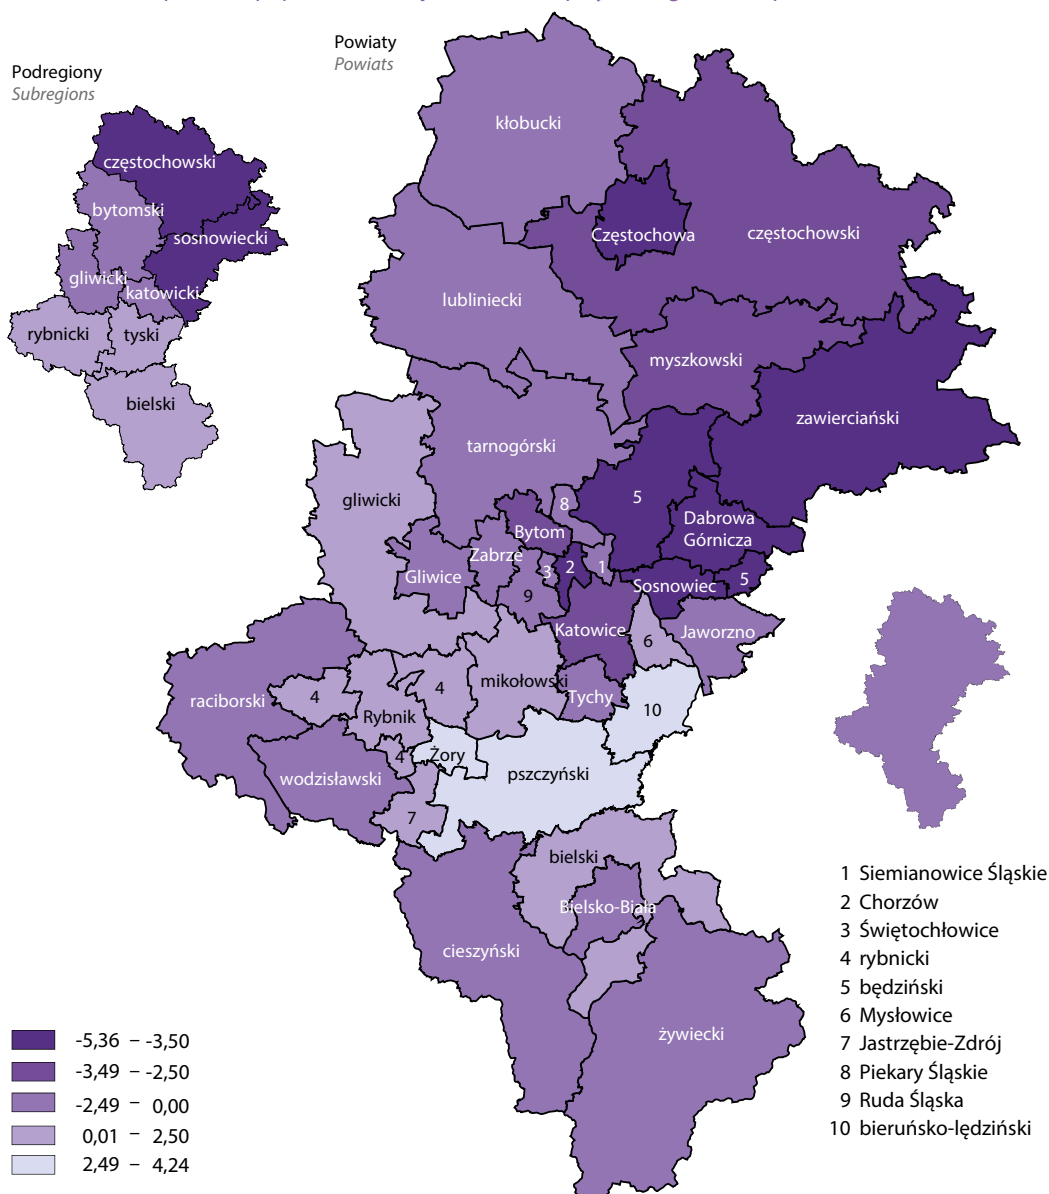 Podregiony
Subregions
Powiaty
Powiats
częstochowski
bytomski
sosnowiecki
gliwicki
katowicki
rybnicki
tyski
bielski
kłobucki
Częstochowa
częstochowski
lubliniecki
myszkowski
zawierciański
tarnogórski
gliwicki
5
8
Dabrowa
Górnicza
Bytom
Zabrze
3
2
1
Gliwice
9
Sosnowiec
5
Katowice
6
Jaworzno
raciborski
4
4
mikołowski
Tychy
10
Rybnik
4
Żory
wodzisławski
pszczyński
7
bielski
Bielsko-Biała
cieszyński
żywiecki
1 Siemianowice Śląskie
2 Chorzów
3 Świętochłowice
4 rybnicki
5 będziński
6 Mysłowice
7 Jastrzębie-Zdrój
8 Piekary Śląskie
9 Ruda Śląska
10 bieruńsko-lędziński
-5,36 – -3,50
-3,49 – -2,50
-2,49 – 0,00
0,01 – 2,50
2,49 – 4,24